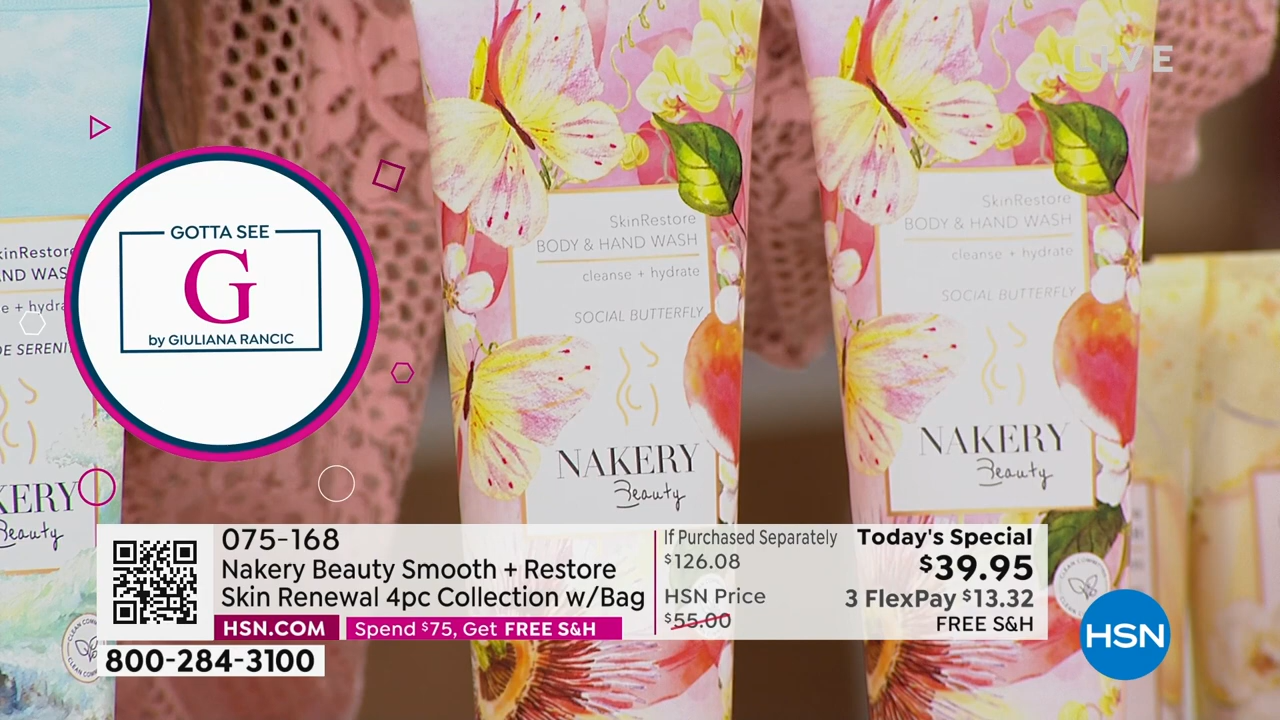 LIVE
GOTTA SEE
G
by GIULIANA RANCIC
SkinRestore
BODY & HAND WASH
cleanse + hydrate
SOCIAL BUTTERFLY
NAKERY
Beauty
SkinRestore
BODY & HAND WASH
cleanse + hydrate
SOCIAL BUTTERFLY
NAKERY
Beauty
Beauty
075-168
Nakery Beauty Smooth + Restore
Skin Renewal 4pc Collection w/Bag
HSN.COM
Spend $75, Get FREE S&H
800-284-3100
If Purchased Separately
$126.08
HSN Price
$55.00
Today's Special
$39.95
3 FlexPay $13.32
FREE S&H
HSN